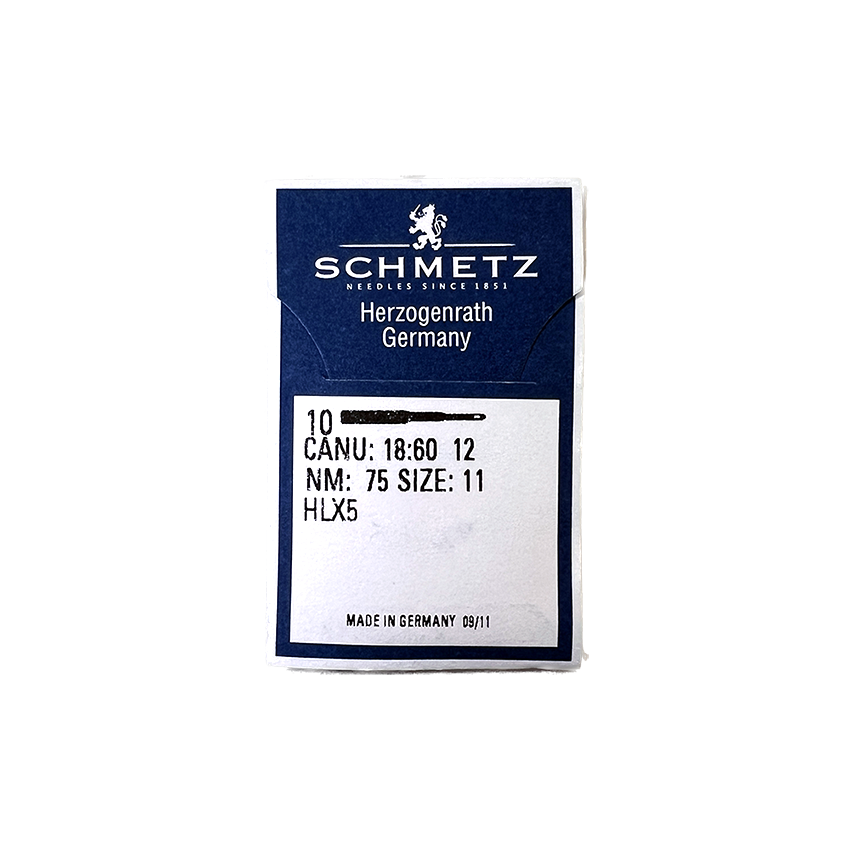 SCHMETZ
NEEDLES SINCE 1851
Herzogenrath
Germany
10
CANU: 18:60 12
NM: 75 SIZE: 11
HLX5
MADE IN GERMANY 09/11